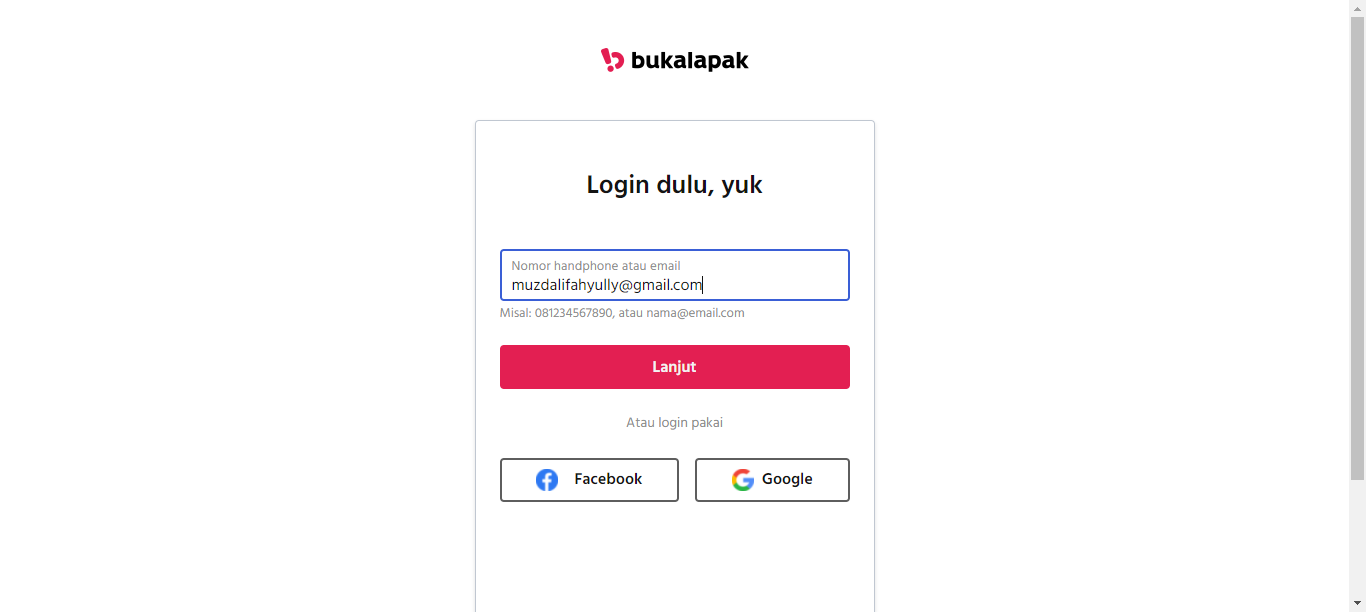 bukalapak
Login dulu, yuk
Nomor handphone atau email
muzdalifahyully@gmail.com
Misal: 081234567890, atau nama@email.com
Lanjut
Atau login pakai
Facebook
Google